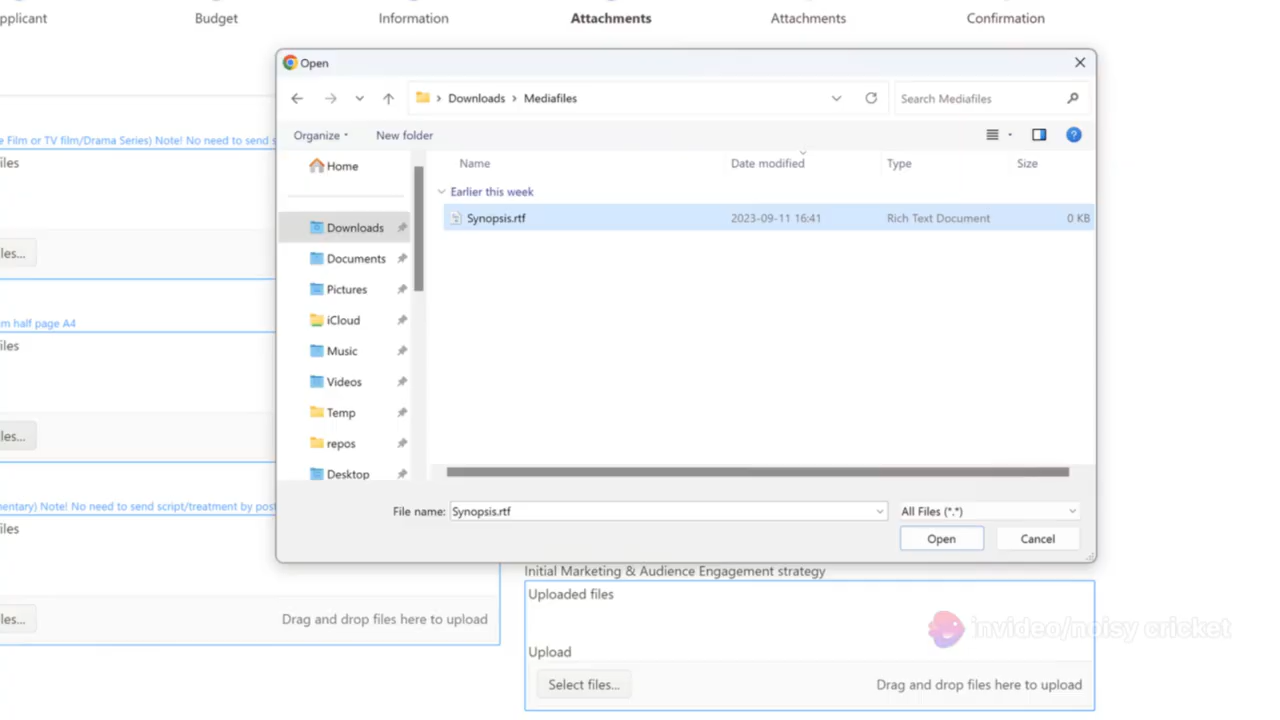 pplicant
Budget
Information
Attachments
Attachments
Confirmation
Open
Downloads
Mediafiles
Search Mediafiles
Organize
New folder
e Film or TV film/Drama Series) Note! No need to send s
iles
iles...
m half page A4
iles
iles...
nentary) Note! No need to send script/treatment by post
iles
iles...
Drag and drop files here to upload
Home
Downloads
Documents
Pictures
iCloud
Music
Videos
Temp
repos
Desktop
Name
Date modified
Type
Size
Earlier this week
Synopsis.rtf
2023-09-11 16:41
Rich Text Document
0 KB
File name:
Synopsis.rtf
All Files (*.*)
Open
Cancel
Initial Marketing & Audience Engagement strategy
Uploaded files
Upload
Select files...
Drag and drop files here to upload
invideo/noisy cricket